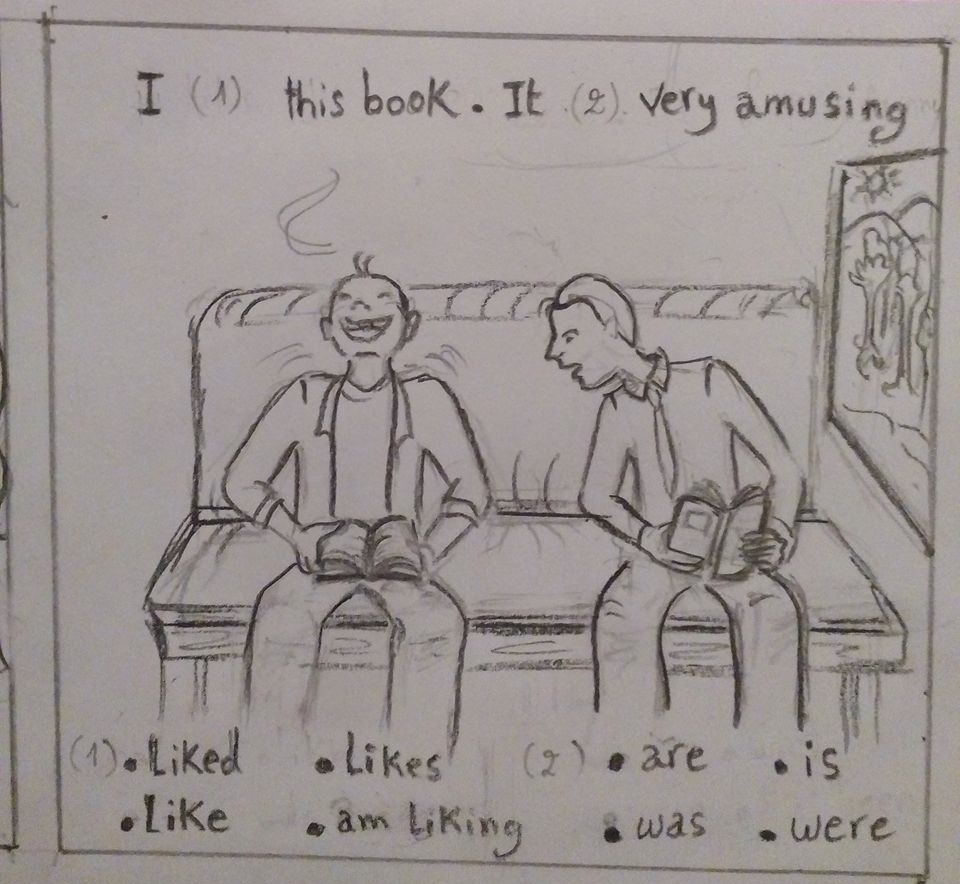 I (1) this book. It (2) very amusing
(1) • Liked • Likes (2) • are • is
• Like • am liking • was • were